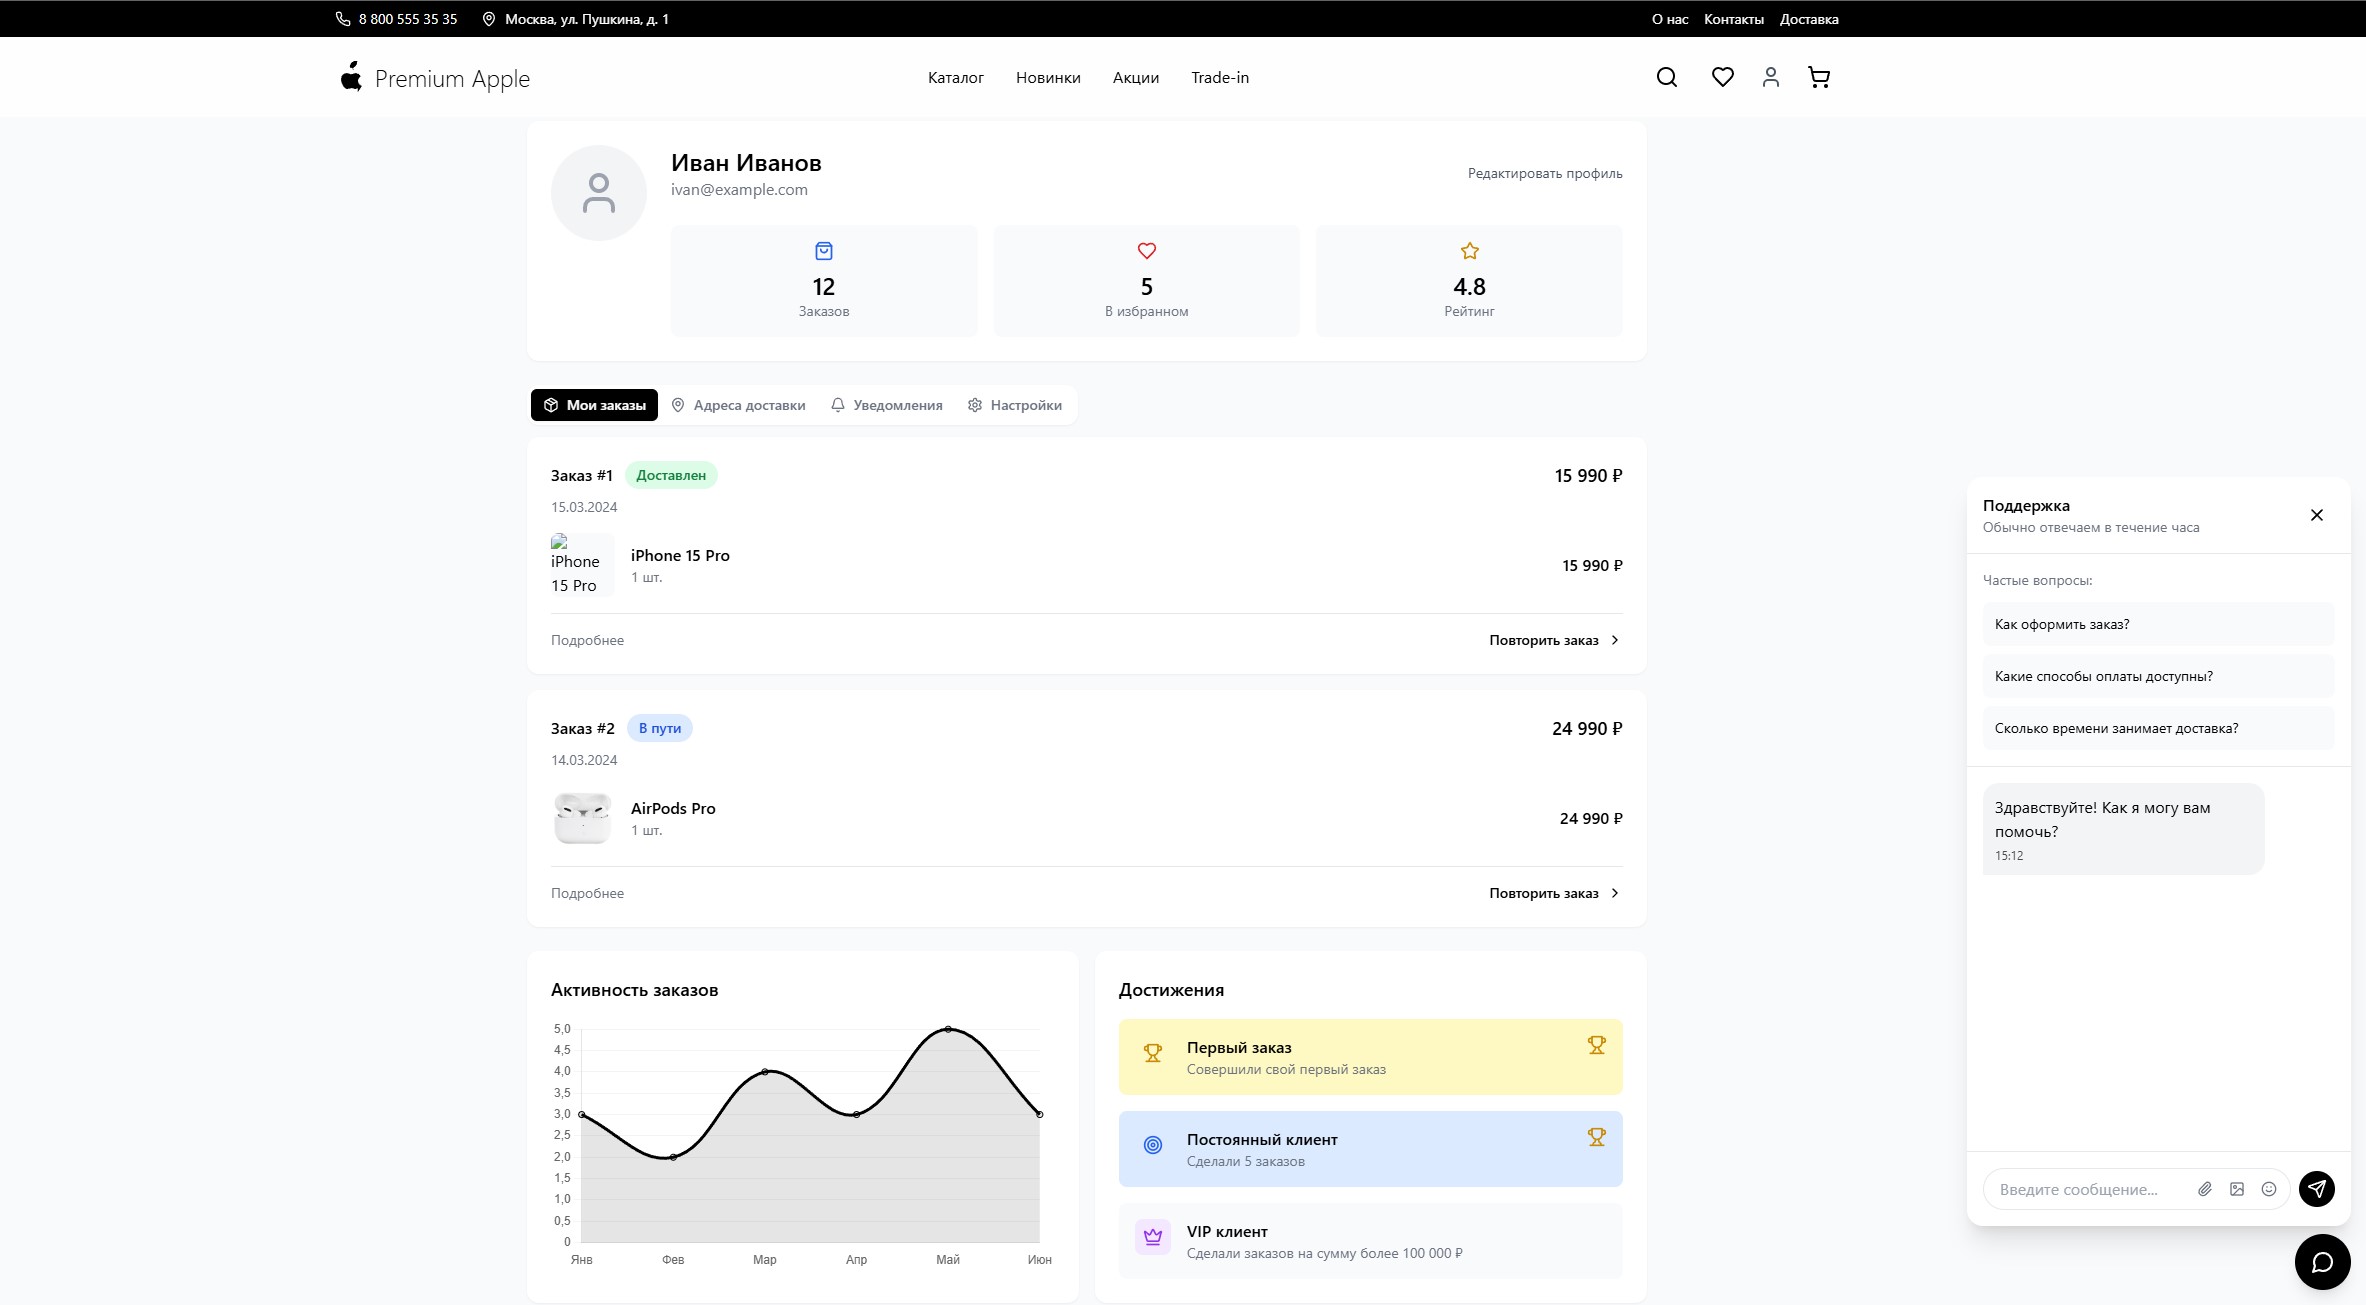 8 800 555 35 35
Москва, ул. Пушкина, д. 1
О нас
Контакты
Доставка
Premium Apple
Каталог
Новинки
Акции
Trade-in
Иван Иванов
ivan@example.com
Редактировать профиль
12
Заказов
5
В избранном
4.8
Рейтинг
Мои заказы
Адреса доставки
Уведомления
Настройки
Заказ #1
Доставлен
15 990 ₽
15.03.2024
iPhone
15 Pro
iPhone 15 Pro
1 шт.
15 990 ₽
Подробнее
Повторить заказ
Заказ #2
В пути
24 990 ₽
14.03.2024
AirPods Pro
1 шт.
24 990 ₽
Подробнее
Повторить заказ
Активность заказов
5,0
4,5
4,0
3,5
3,0
2,5
2,0
1,5
1,0
0,5
0
Янв
Фев
Мар
Апр
Май
Июн
Достижения
Первый заказ
Совершили свой первый заказ
Постоянный клиент
Сделали 5 заказов
VIP клиент
Сделали заказов на сумму более 100 000 ₽
Поддержка
Обычно отвечаем в течение часа
Частые вопросы:
Как оформить заказ?
Какие способы оплаты доступны?
Сколько времени занимает доставка?
Здравствуйте! Как я могу вам
помочь?
15:12
Введите сообщение...